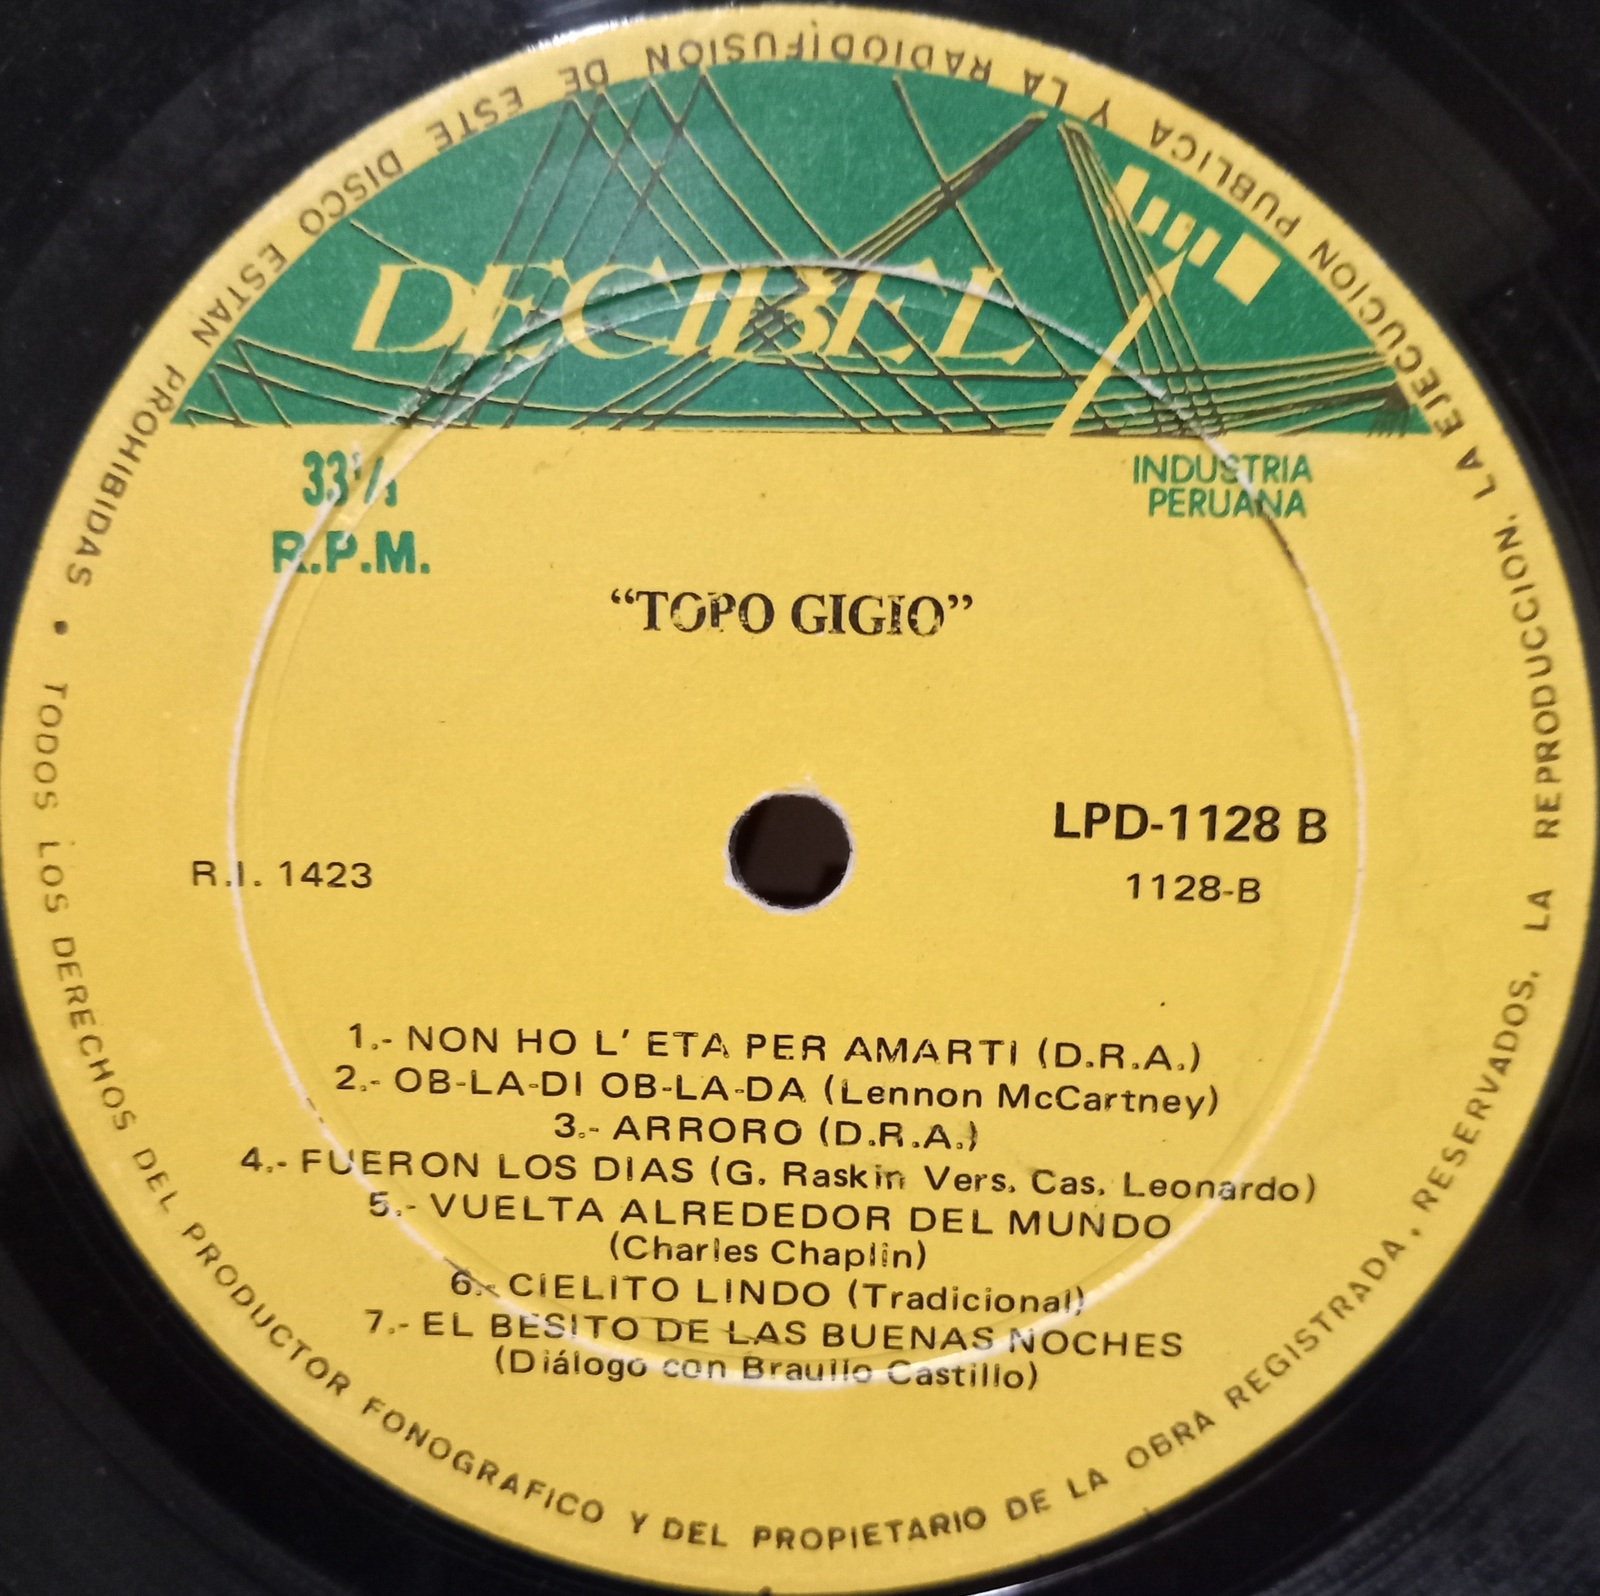 DECIBEL
33 1/3
R.P.M.
INDUSTRIA
PERUANA
“TOPO GIGIO”
LPD-1128 B
R.I. 1423
1128-B
1.- NON HO L' ETA PER AMARTI (D.R.A.)
2.- OB-LA-DI OB-LA-DA (Lennon McCartney)
3.- ARRORO (D.R.A.)
4.- FUERON LOS DIAS (G. Raskin Vers. Cas. Leonardo)
5.- VUELTA ALREDEDOR DEL MUNDO
(Charles Chaplin)
6.- CIELITO LINDO (Tradicional)
7.- EL BESITO DE LAS BUENAS NOCHES
(Diálogo con Braulio Castillo)
TODOS LOS DERECHOS DEL PRODUCTOR FONOGRAFICO Y DEL PROPIETARIO DE LA OBRA REGISTRADA, RESERVADOS. LA REPRODUCCION, LA EJECUCION PUBLICA Y LA RADIODIFUSION DE ESTE DISCO ESTAN PROHIBIDAS •